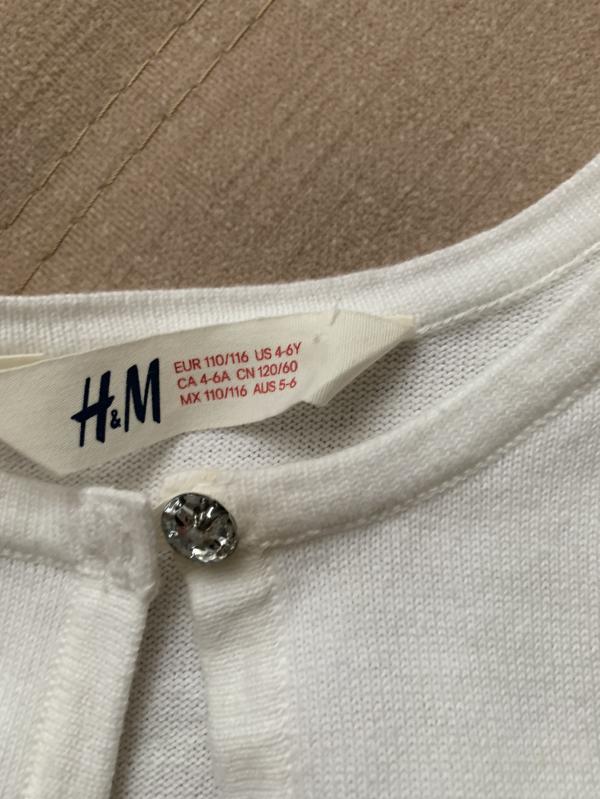 H&M
EUR 110/116 US 4-6Y
CA 4-6A CN 120/60
MX 110/116 AUS 5-6